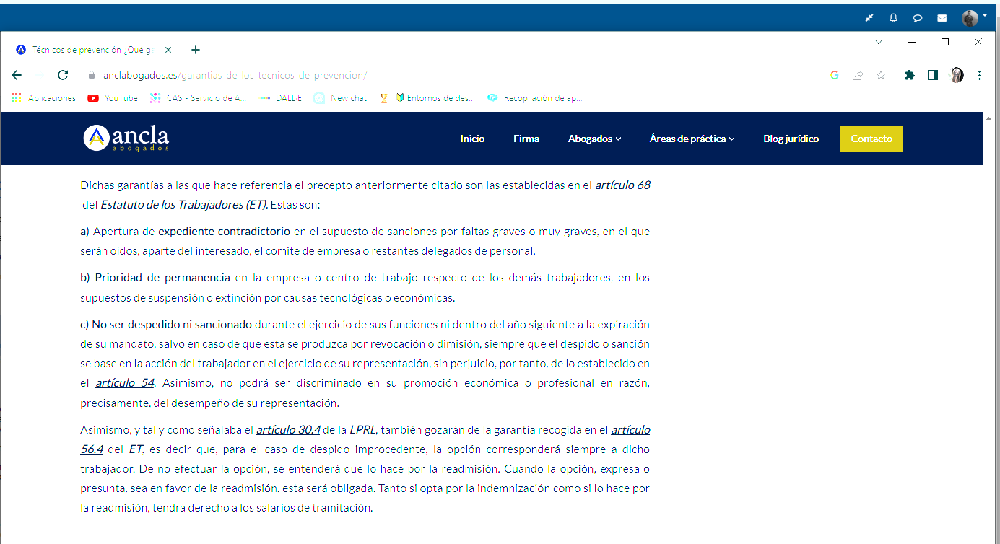 Técnicos de prevención ¿Qué ga
anclabogados.es/garantias-de-los-tecnicos-de-prevencion/
Aplicaciones YouTube CAS - Servicio de A... DALL·E New chat Entornos de des... Recopilación de ap...
ancla
abogados
Inicio Firma Abogados Áreas de práctica Blog jurídico Contacto
Dichas garantías a las que hace referencia el precepto anteriormente citado son las establecidas en el artículo 68
del Estatuto de los Trabajadores (ET). Estas son:
a) Apertura de expediente contradictorio en el supuesto de sanciones por faltas graves o muy graves, en el que
serán oídos, aparte del interesado, el comité de empresa o restantes delegados de personal.
b) Prioridad de permanencia en la empresa o centro de trabajo respecto de los demás trabajadores, en los
supuestos de suspensión o extinción por causas tecnológicas o económicas.
c) No ser despedido ni sancionado durante el ejercicio de sus funciones ni dentro del año siguiente a la expiración
de su mandato, salvo en caso de que esta se produzca por revocación o dimisión, siempre que el despido o sanción
se base en la acción del trabajador en el ejercicio de su representación, sin perjuicio, por tanto, de lo establecido en
el artículo 54. Asimismo, no podrá ser discriminado en su promoción económica o profesional en razón,
precisamente, del desempeño de su representación.
Asimismo, y tal y como señalaba el artículo 30.4 de la LPRL, también gozarán de la garantía recogida en el artículo
56.4 del ET, es decir que, para el caso de despido improcedente, la opción corresponderá siempre a dicho
trabajador. De no efectuar la opción, se entenderá que lo hace por la readmisión. Cuando la opción, expresa o
presunta, sea en favor de la readmisión, esta será obligada. Tanto si opta por la indemnización como si lo hace por
la readmisión, tendrá derecho a los salarios de tramitación.